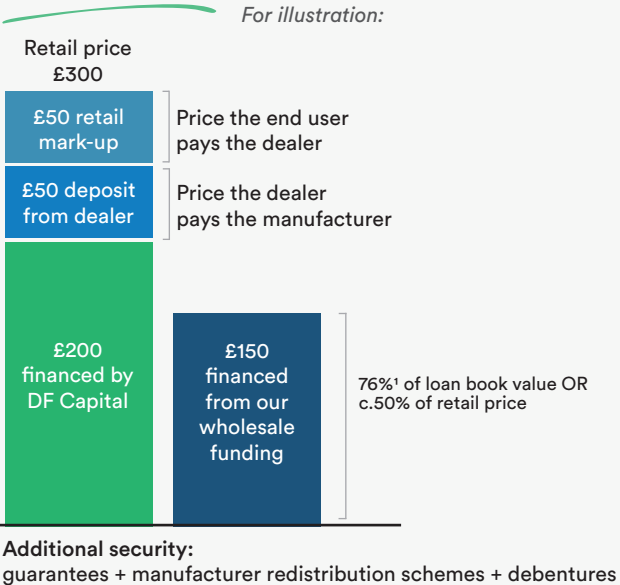 For illustration:
Retail price
£300
£50 retail
mark-up
Price the end user
pays the dealer
£50 deposit
from dealer
Price the dealer
pays the manufacturer
£200
financed by
DF Capital
£150
financed
from our
wholesale
funding
76%¹ of loan book value OR
c.50% of retail price
Additional security:
guarantees + manufacturer redistribution schemes + debentures